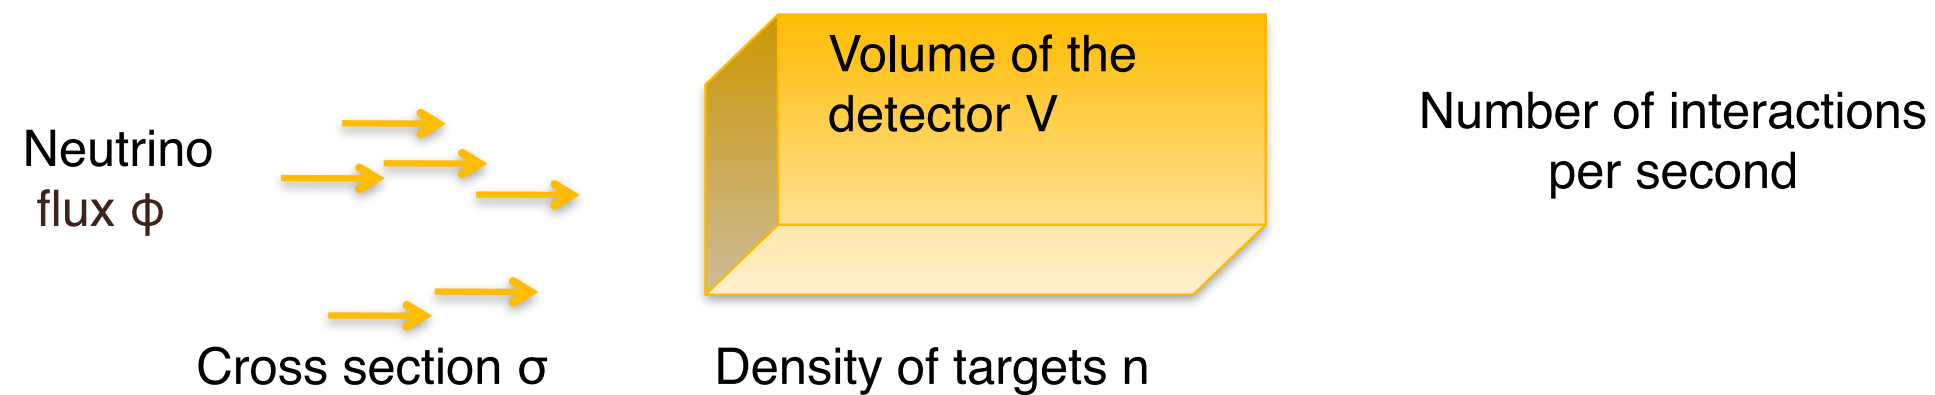 Neutrino
flux φ
Cross section σ
Volume of the
detector V
Density of targets n
Number of interactions
per second